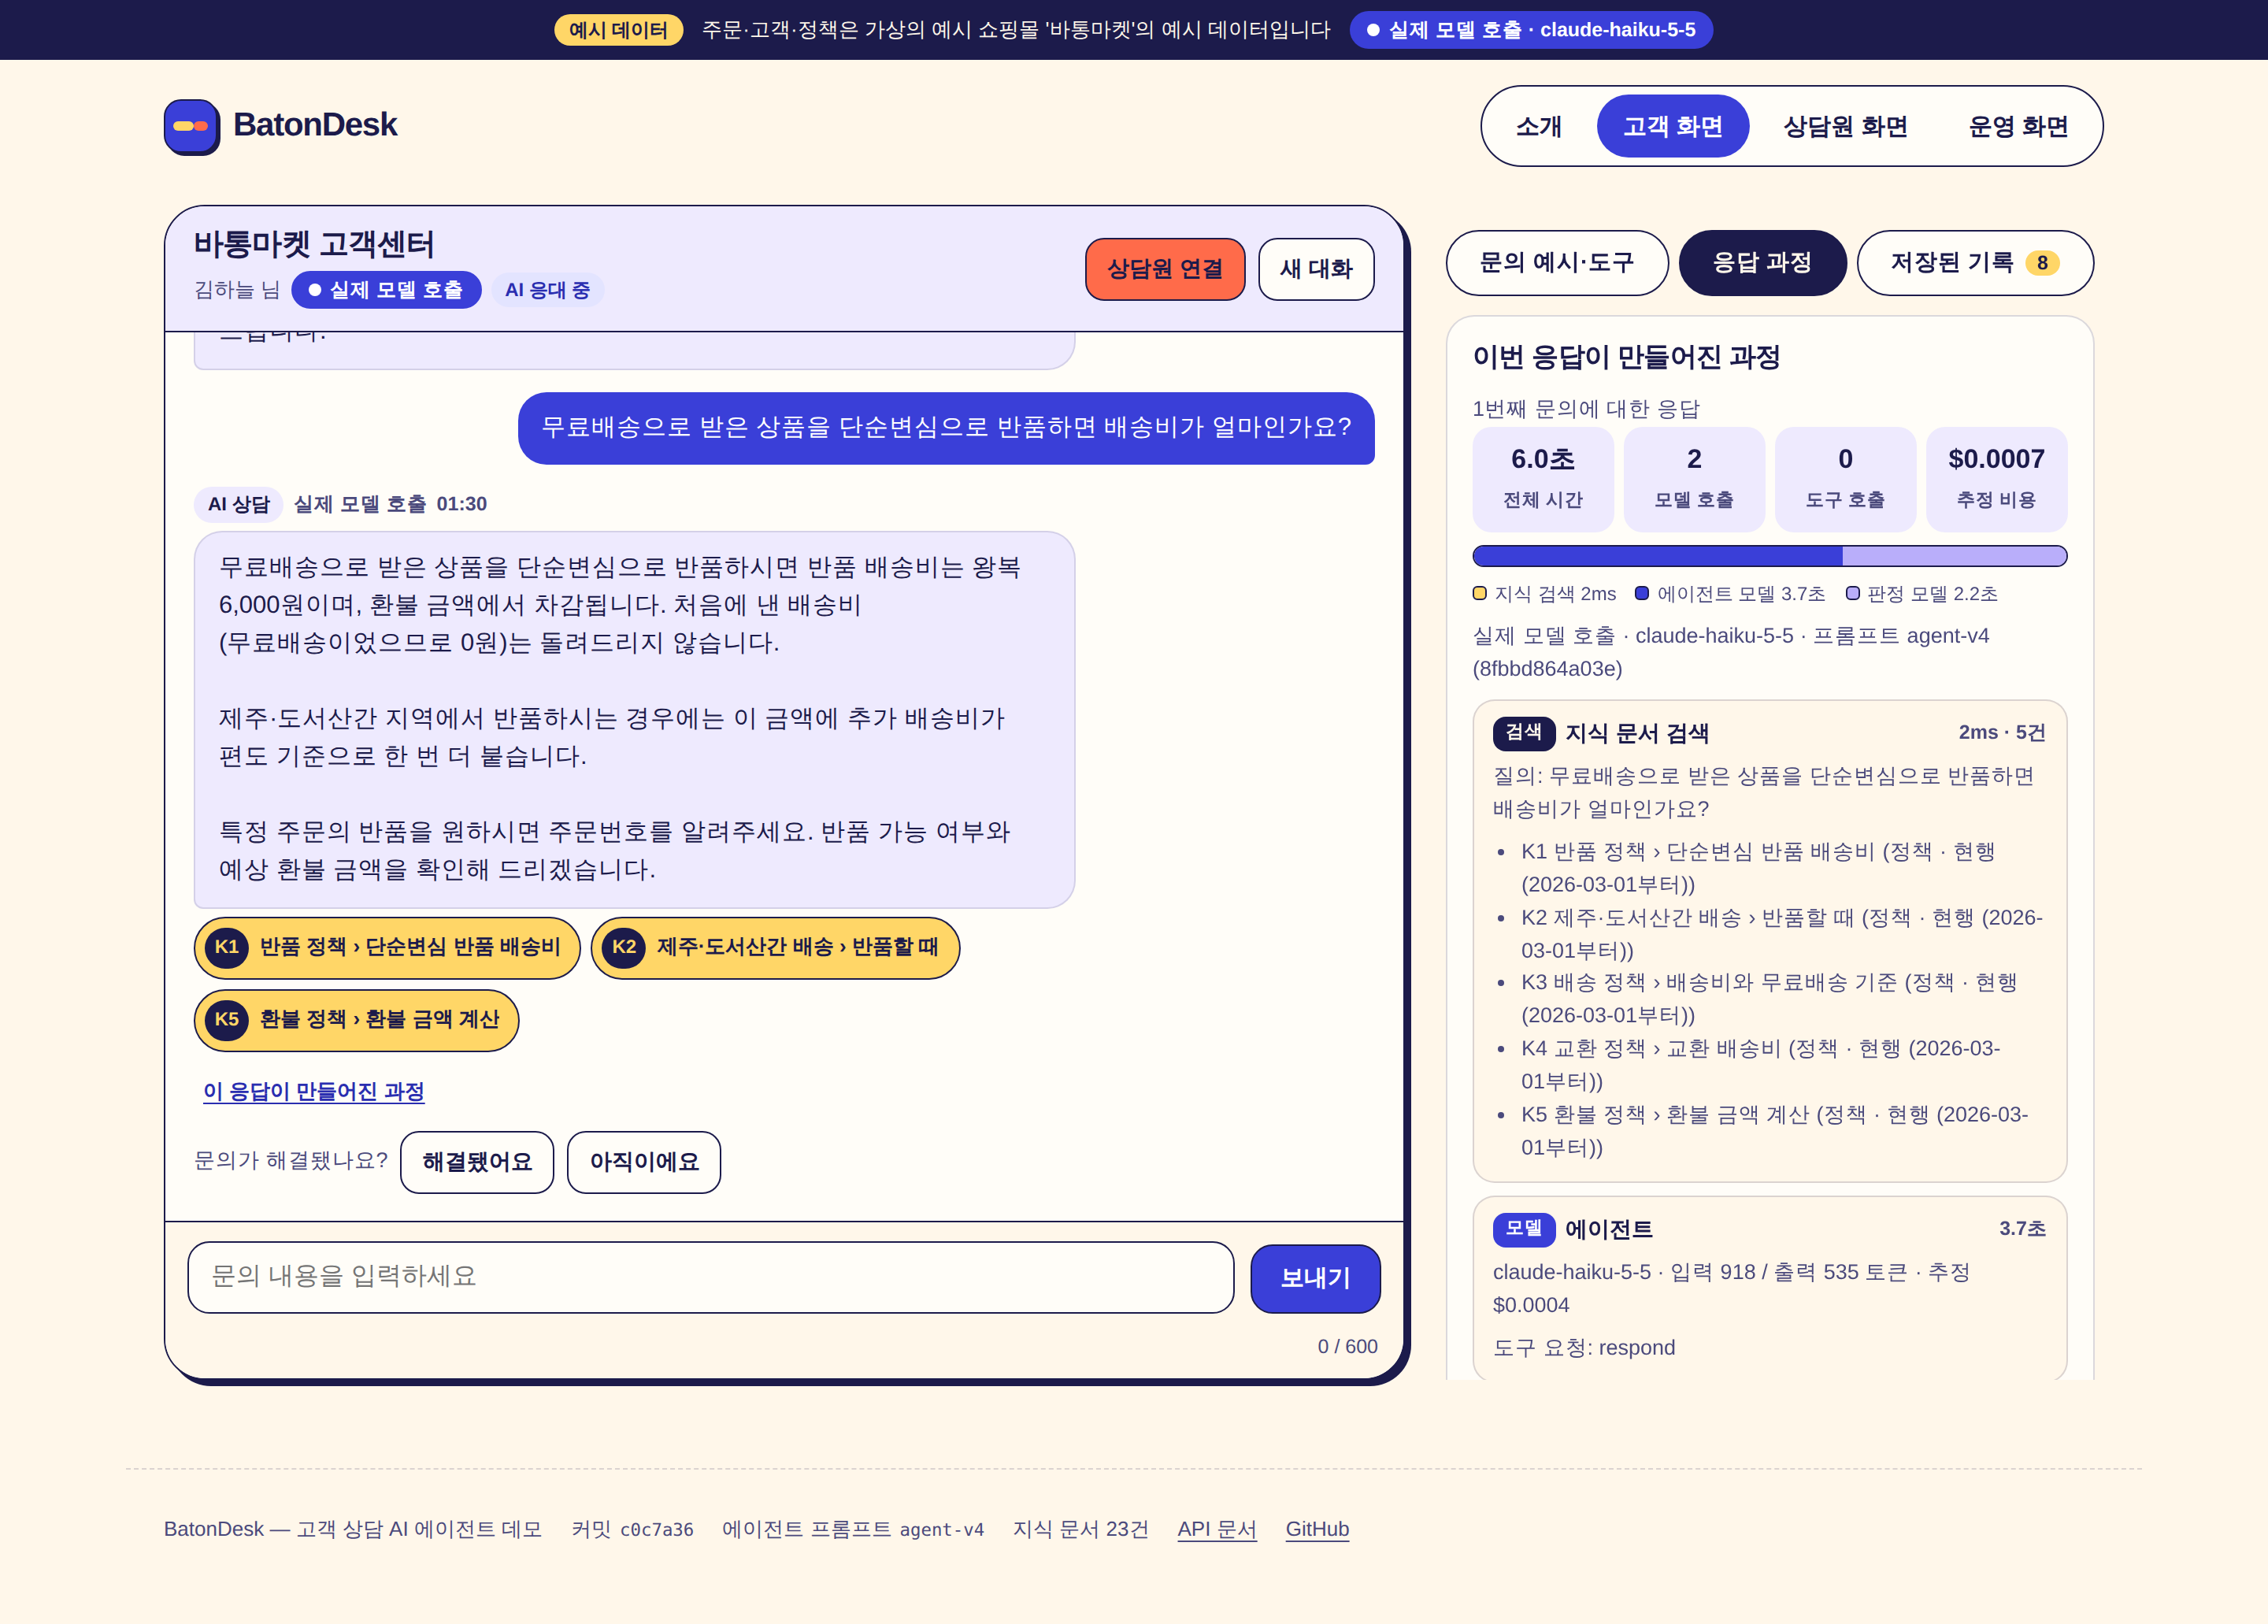 예시 데이터 주문·고객·정책은 가상의 예시 쇼핑몰 '바통마켓'의 예시 데이터입니다 실제 모델 호출 · claude-haiku-5-5
BatonDesk
소개 고객 화면 상담원 화면 운영 화면
바통마켓 고객센터
김하늘 님 실제 모델 호출 AI 응대 중
상담원 연결 새 대화
무료배송으로 받은 상품을 단순변심으로 반품하면 배송비가 얼마인가요?
AI 상담 실제 모델 호출 01:30
무료배송으로 받은 상품을 단순변심으로 반품하시면 반품 배송비는 왕복
6,000원이며, 환불 금액에서 차감됩니다. 처음에 낸 배송비
(무료배송이었으므로 0원)는 돌려드리지 않습니다.
제주·도서산간 지역에서 반품하시는 경우에는 이 금액에 추가 배송비가
편도 기준으로 한 번 더 붙습니다.
특정 주문의 반품을 원하시면 주문번호를 알려주세요. 반품 가능 여부와
예상 환불 금액을 확인해 드리겠습니다.
K1 반품 정책 › 단순변심 반품 배송비 K2 제주·도서산간 배송 › 반품할 때
K5 환불 정책 › 환불 금액 계산
이 응답이 만들어진 과정
문의가 해결됐나요? 해결됐어요 아직이에요
문의 내용을 입력하세요 보내기
0 / 600
문의 예시·도구 응답 과정 저장된 기록 8
이번 응답이 만들어진 과정
1번째 문의에 대한 응답
6.0초 2 0 $0.0007
전체 시간 모델 호출 도구 호출 추정 비용
지식 검색 2ms 에이전트 모델 3.7초 판정 모델 2.2초
실제 모델 호출 · claude-haiku-5-5 · 프롬프트 agent-v4
(8fbbd864a03e)
검색 지식 문서 검색 2ms · 5건
질의: 무료배송으로 받은 상품을 단순변심으로 반품하면
배송비가 얼마인가요?
• K1 반품 정책 › 단순변심 반품 배송비 (정책 · 현행
(2026-03-01부터))
• K2 제주·도서산간 배송 › 반품할 때 (정책 · 현행 (2026-
03-01부터))
• K3 배송 정책 › 배송비와 무료배송 기준 (정책 · 현행
(2026-03-01부터))
• K4 교환 정책 › 교환 배송비 (정책 · 현행 (2026-03-
01부터))
• K5 환불 정책 › 환불 금액 계산 (정책 · 현행 (2026-03-
01부터))
모델 에이전트 3.7초
claude-haiku-5-5 · 입력 918 / 출력 535 토큰 · 추정
$0.0004
도구 요청: respond
BatonDesk — 고객 상담 AI 에이전트 데모 커밋 c0c7a36 에이전트 프롬프트 agent-v4 지식 문서 23건 API 문서 GitHub